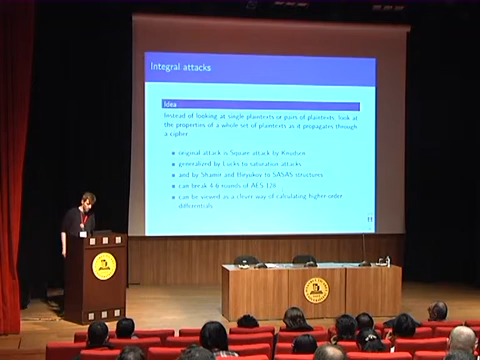 Integral attacks
Idea
Instead of looking at single plaintexts or pairs of plaintexts, look at
the properties of a whole set of plaintexts as it propagates through
a cipher
original attack is Square attack by Knudsen
generalized by Lucks to saturation attacks
and by Shamir and Biryukov to SASAS structures
can break 4-6 rounds of AES 128
can be viewed as a clever way of calculating higher order
differentials